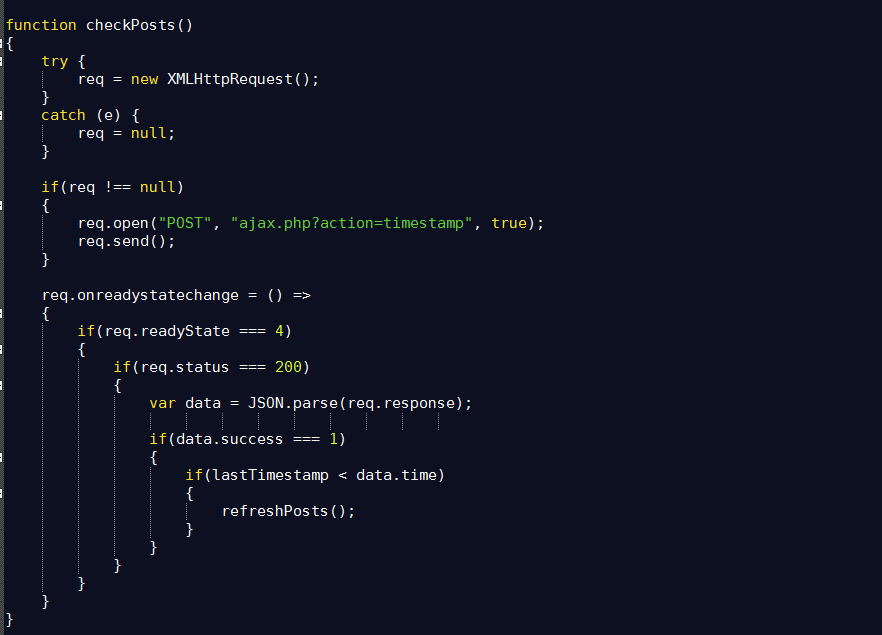 function checkPosts()
{
    try {
        req = new XMLHttpRequest();
    }
    catch (e) {
        req = null;
    }

    if(req !== null)
    {
        req.open("POST", "ajax.php?action=timestamp", true);
        req.send();
    }

    req.onreadystatechange = () =>
    {
        if(req.readyState === 4)
        {
            if(req.status === 200)
            {
                var data = JSON.parse(req.response);

                if(data.success === 1)
                {
                    if(lastTimestamp < data.time)
                    {
                        refreshPosts();
                    }
                }
            }
        }
    }
}